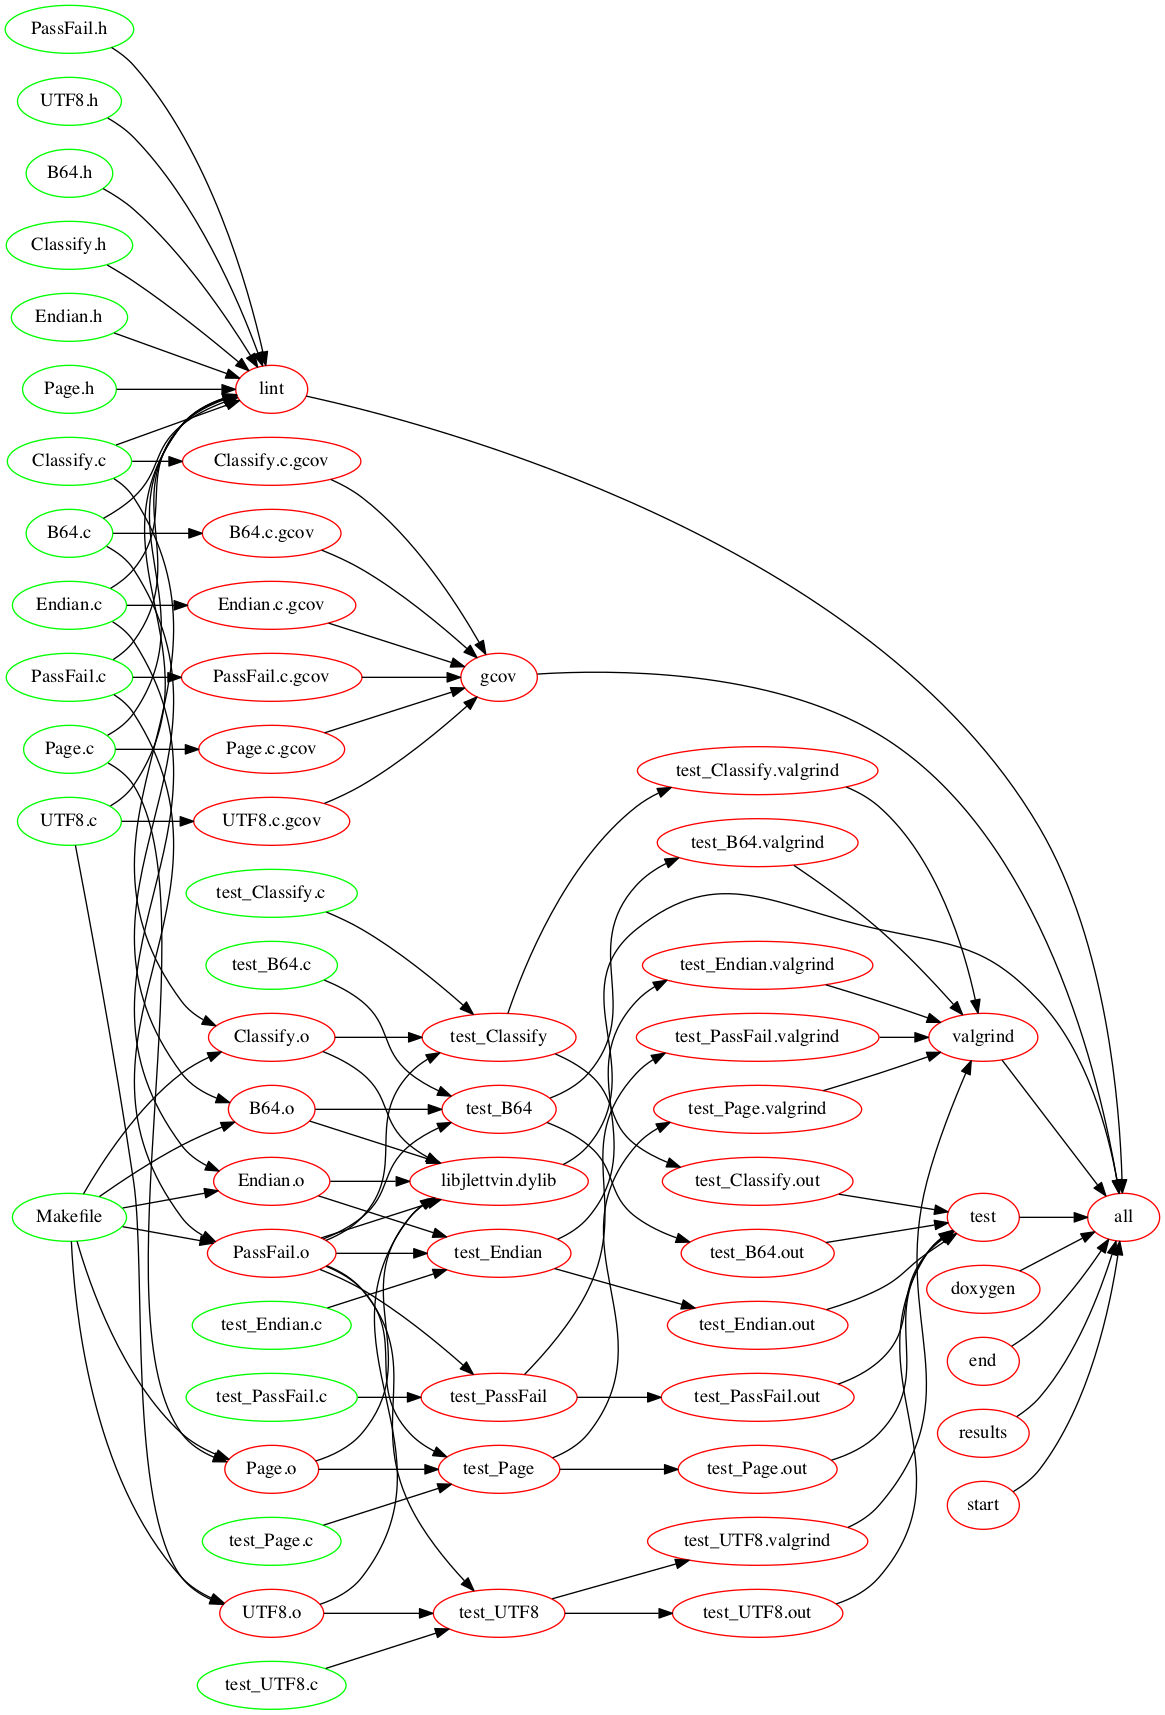 PassFail.h
UTF8.h
B64.h
Classify.h
Endian.h
Page.h
lint
Classify.c
Classify.c.gcov
B64.c
B64.c.gcov
Endian.c
Endian.c.gcov
PassFail.c
PassFail.c.gcov
gcov
Page.c
Page.c.gcov
test_Classify.valgrind
UTF8.c
UTF8.c.gcov
test_B64.valgrind
test_Classify.c
test_B64.c
test_Endian.valgrind
Classify.o
test_Classify
test_PassFail.valgrind
valgrind
B64.o
test_B64
test_Page.valgrind
Endian.o
libjlettvin.dylib
test_Classify.out
Makefile
test
all
PassFail.o
test_Endian
test_B64.out
doxygen
test_Endian.c
test_Endian.out
end
test_PassFail.c
test_PassFail
test_PassFail.out
results
Page.o
test_Page
test_Page.out
start
test_Page.c
test_UTF8.valgrind
UTF8.o
test_UTF8
test_UTF8.out
test_UTF8.c